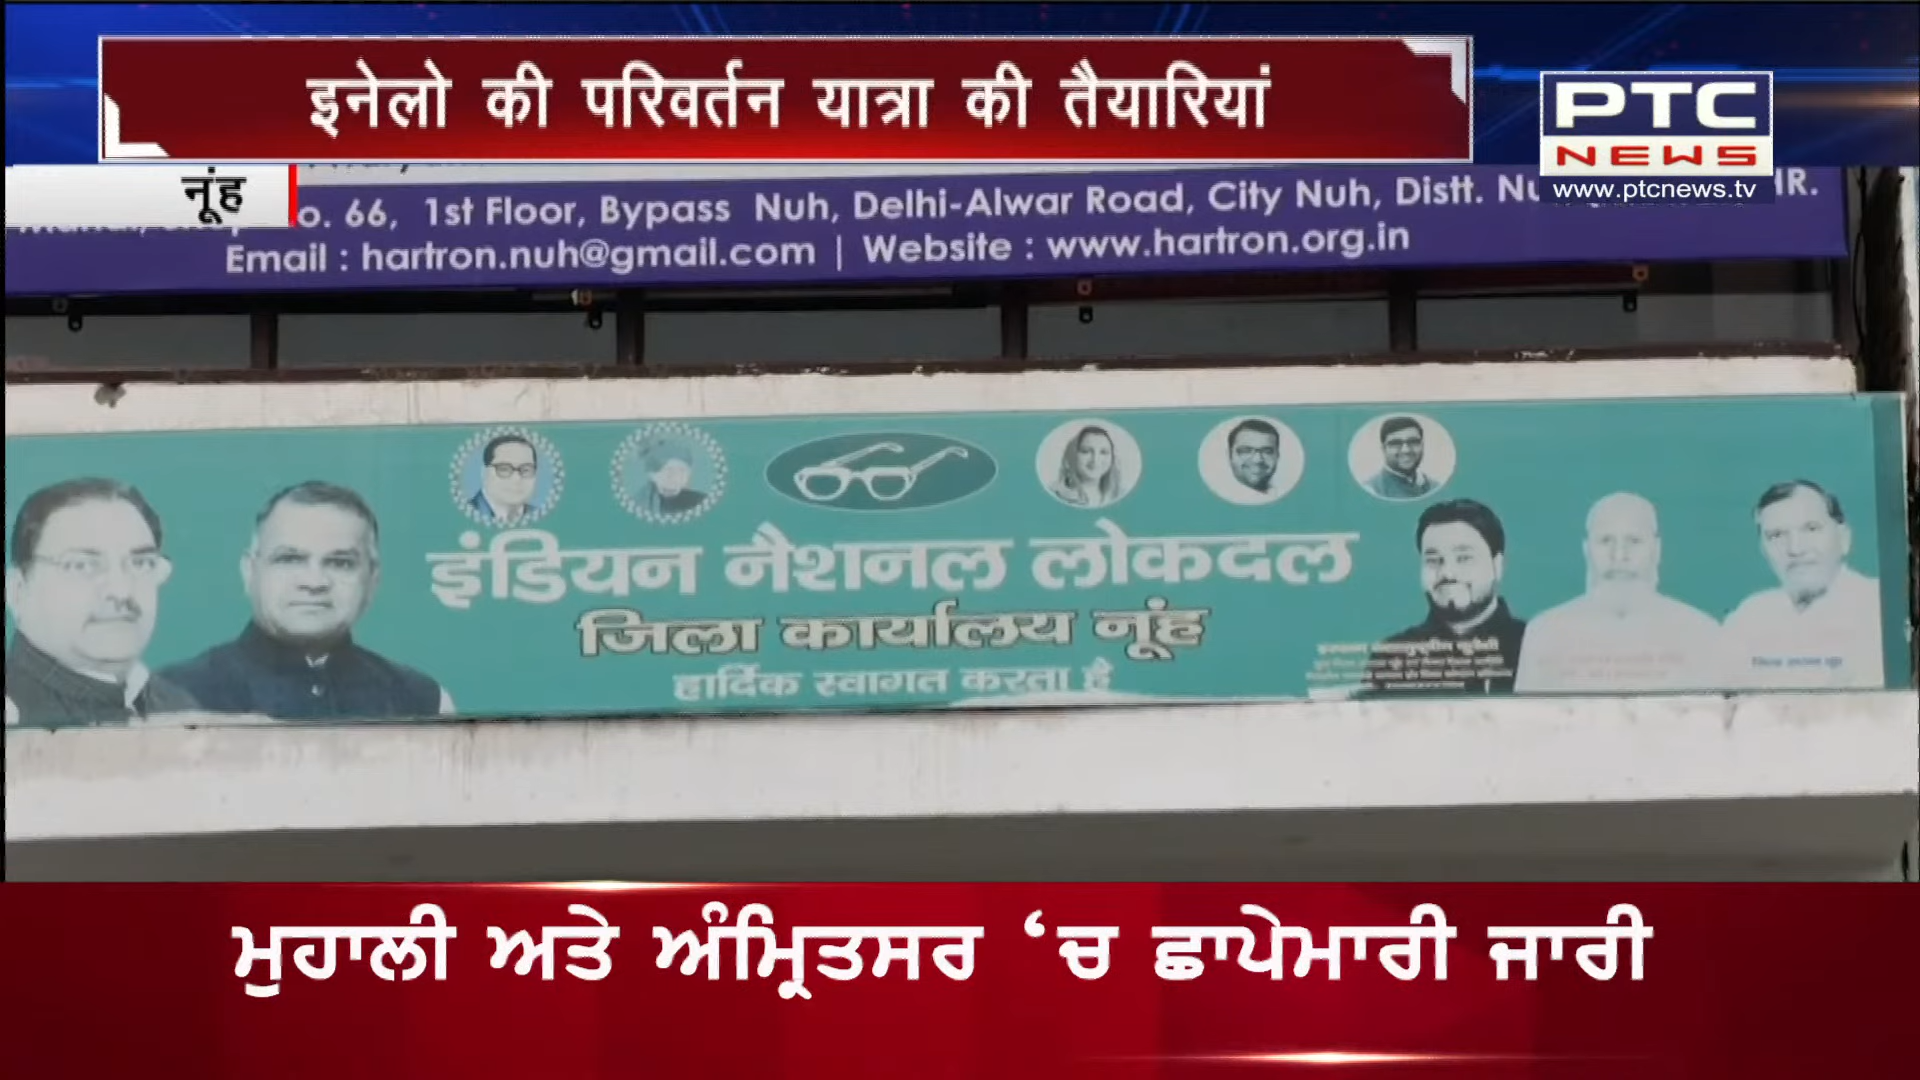 इनेलो की परिवर्तन यात्रा की तैयारियां
PTC
NEWS
www.ptcnews.tv
नूंह
o. 66, 1st Floor, Bypass Nuh, Delhi-Alwar Road, City Nuh, Distt. Nu
Email : hartron.nuh@gmail.com | Website : www.hartron.org.in
इंडियन नैशनल लोकदल
जिला कार्यालय नूंह
हार्दिक स्वागत करता है
ਮੁਹਾਲੀ ਅਤੇ ਅੰਮ੍ਰਿਤਸਰ ‘ਚ ਛਾਪੇਮਾਰੀ ਜਾਰੀ